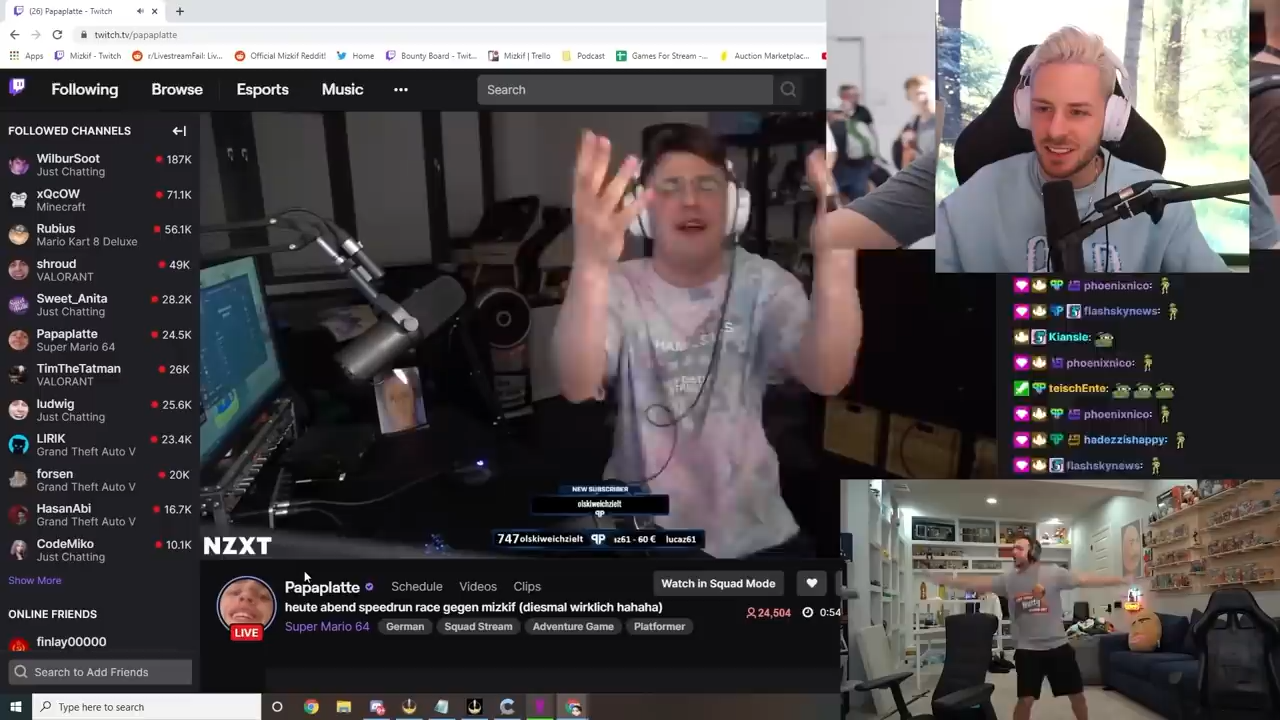 (26) Papaplatte - Twitch
twitch.tv/papaplatte
Apps
Mizkif - Twitch
r/LivestreamFail: Liv...
Official Mizkif Reddit!
Home
Bounty Board - Twit...
Mizkif | Trello
Podcast
Games For Stream -...
Auction Marketplac...
Following
Browse
Esports
Music
Search
FOLLOWED CHANNELS
WilburSoot 187K
Just Chatting
xQcOW 71.1K
Minecraft
Rubius 56.1K
Mario Kart 8 Deluxe
shroud 49K
VALORANT
Sweet_Anita 28.2K
Just Chatting
Papaplatte 24.5K
Super Mario 64
TimTheTatman 26K
VALORANT
ludwig 25.6K
Just Chatting
LIRIK 23.4K
Grand Theft Auto V
forsen 20K
Grand Theft Auto V
HasanAbi 16.7K
Grand Theft Auto V
CodeMiko 10.1K
Just Chatting
Show More
ONLINE FRIENDS
finlay00000
Search to Add Friends
phoenixnico:
flashskynews:
Kiansle:
phoenixnico:
teischEnte:
phoenixnico:
hadezzishappy:
flashskynews:
NEW SUBSCRIBER
olskiweichzielt
747 olskiweichzielt 1261 - 60 € lucaz61
NZXT
Papaplatte
Schedule
Videos
Clips
Watch in Squad Mode
heute abend speedrun race gegen mizkif (diesmal wirklich hahaha)
24,504
0:54
Super Mario 64
German
Squad Stream
Adventure Game
Platformer
LIVE
Type here to search